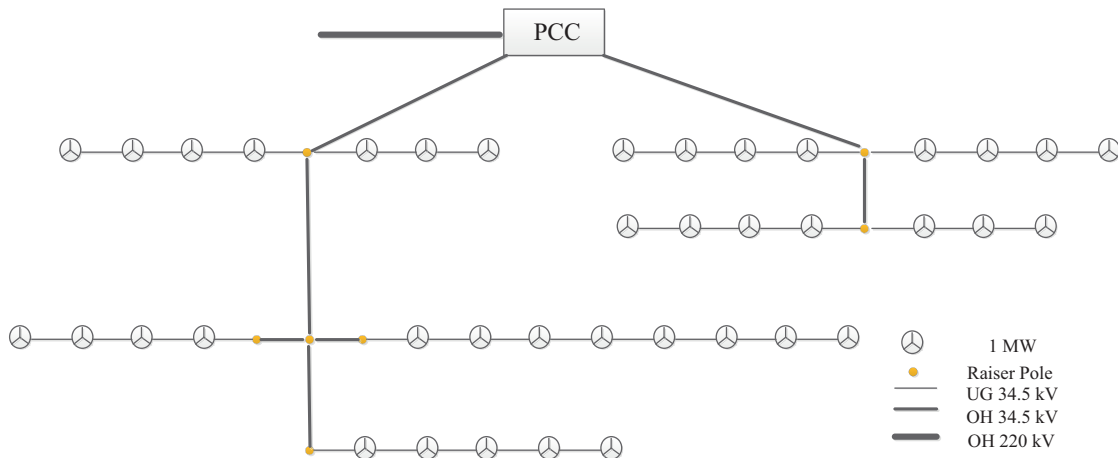 PCC
1 MW
Raiser Pole
UG 34.5 kV
OH 34.5 kV
OH 220 kV